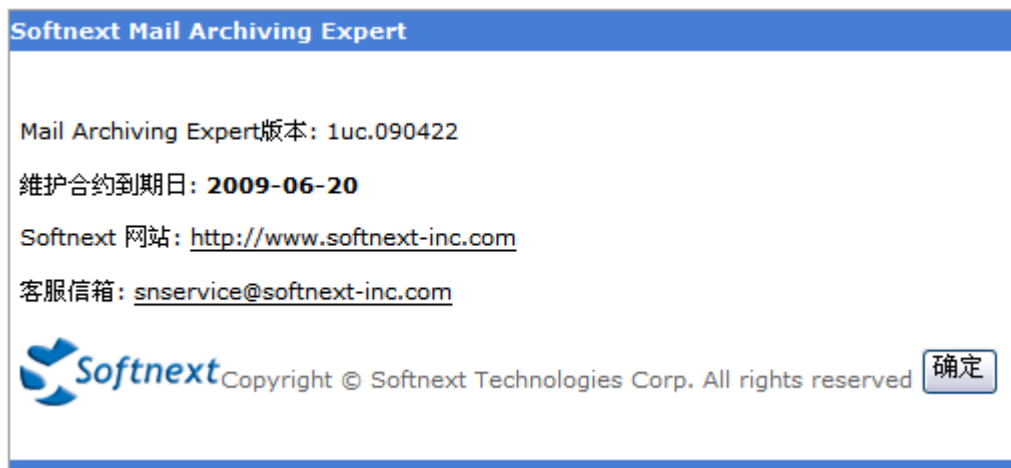 Softnext Mail Archiving Expert
Mail Archiving Expert版本: 1uc.090422
维护合约到期日: 2009-06-20
Softnext 网站: http://www.softnext-inc.com
客服信箱: snservice@softnext-inc.com
Softnext Copyright © Softnext Technologies Corp. All rights reserved 确定